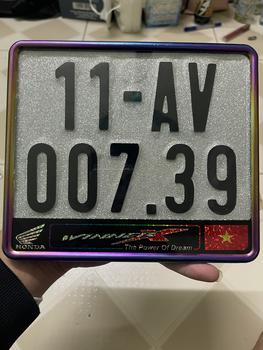 11-AV
007.39
HONDA
WINNER X
The Power Of Dream